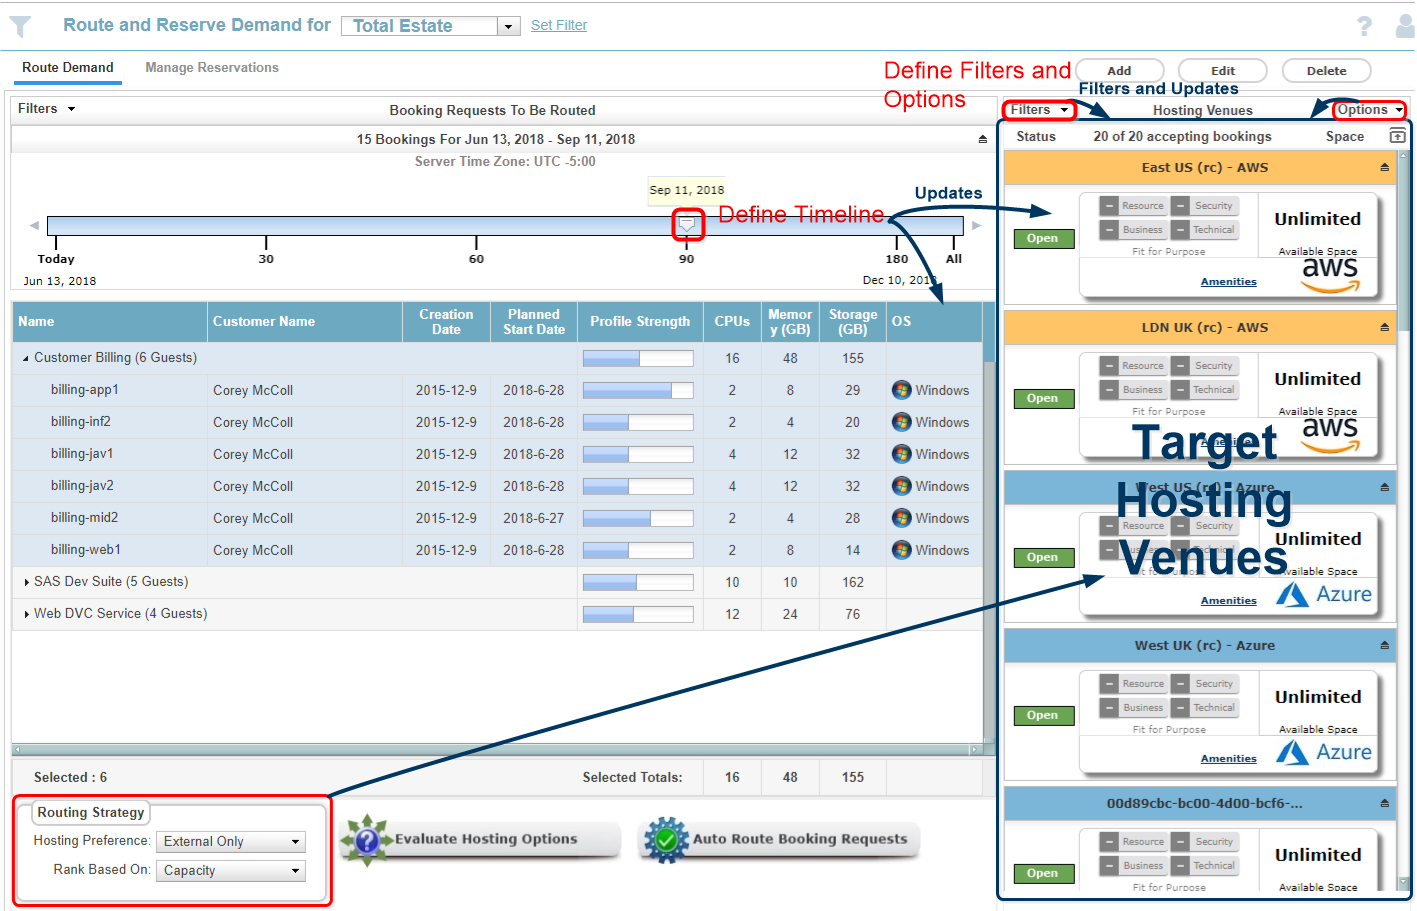 Route and Reserve Demand for Total Estate Set Filter ?
Route Demand Manage Reservations
Define Filters and
Options
Add Edit Delete
Filters and Updates
Filters Booking Requests To Be Routed
15 Bookings For Jun 13, 2018 - Sep 11, 2018
Server Time Zone: UTC -5:00
Sep 11, 2018
Define Timeline
Updates
Today 30 60 90 180 All
Jun 13, 2018 Dec 10, 2018
Name Customer Name Creation Date Planned Start Date Profile Strength CPUs Memor y (GB) Storage (GB) OS
Customer Billing (6 Guests) 16 48 155
billing-app1 Corey McColl 2015-12-9 2018-6-28 2 8 29 Windows
billing-inf2 Corey McColl 2015-12-9 2018-6-28 2 4 20 Windows
billing-jav1 Corey McColl 2015-12-9 2018-6-28 4 12 32 Windows
billing-jav2 Corey McColl 2015-12-9 2018-6-28 4 12 32 Windows
billing-mid2 Corey McColl 2015-12-9 2018-6-27 2 4 28 Windows
billing-web1 Corey McColl 2015-12-9 2018-6-28 2 8 14 Windows
SAS Dev Suite (5 Guests) 10 10 162
Web DVC Service (4 Guests) 12 24 76
Selected : 6 Selected Totals: 16 48 155
Routing Strategy
Hosting Preference: External Only
Rank Based On: Capacity
Evaluate Hosting Options
Auto Route Booking Requests
Filters Hosting Venues Options
Status 20 of 20 accepting bookings Space
East US (rc) - AWS
Resource Security
Unlimited
Open
Business Technical
Fit for Purpose Available Space
Amenities aws
LDN UK (rc) - AWS
Resource Security
Unlimited
Open
Business Technical
Fit for Purpose Available Space
Amenities aws
Target
Hosting
Venues
West US (rc) - Azure
Resource Security
Unlimited
Open
Business Technical
Fit for Purpose Available Space
Amenities Azure
West UK (rc) - Azure
Resource Security
Unlimited
Open
Business Technical
Fit for Purpose Available Space
Amenities Azure
00d89cbc-bc00-4d00-bcf6-...
Resource Security
Unlimited
Open
Business Technical
Fit for Purpose Available Space